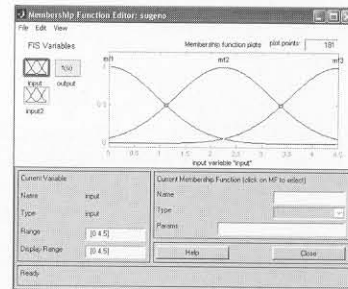 Membership Function Editor: sugeno
File Edit View
FIS Variables
Membership function plots plot points: 181
f(u)
input output
input2
mf1 mf2 mf3
1
0.5
0
0 0.5 1 1.5 2 2.5 3 3.5 4 4.5
input variable "input"
Current Variable
Name input
Type input
Range [0 4.5]
Display Range [0 4.5]
Current Membership Function (click on MF to select)
Name
Type
Params
Help Close
Ready